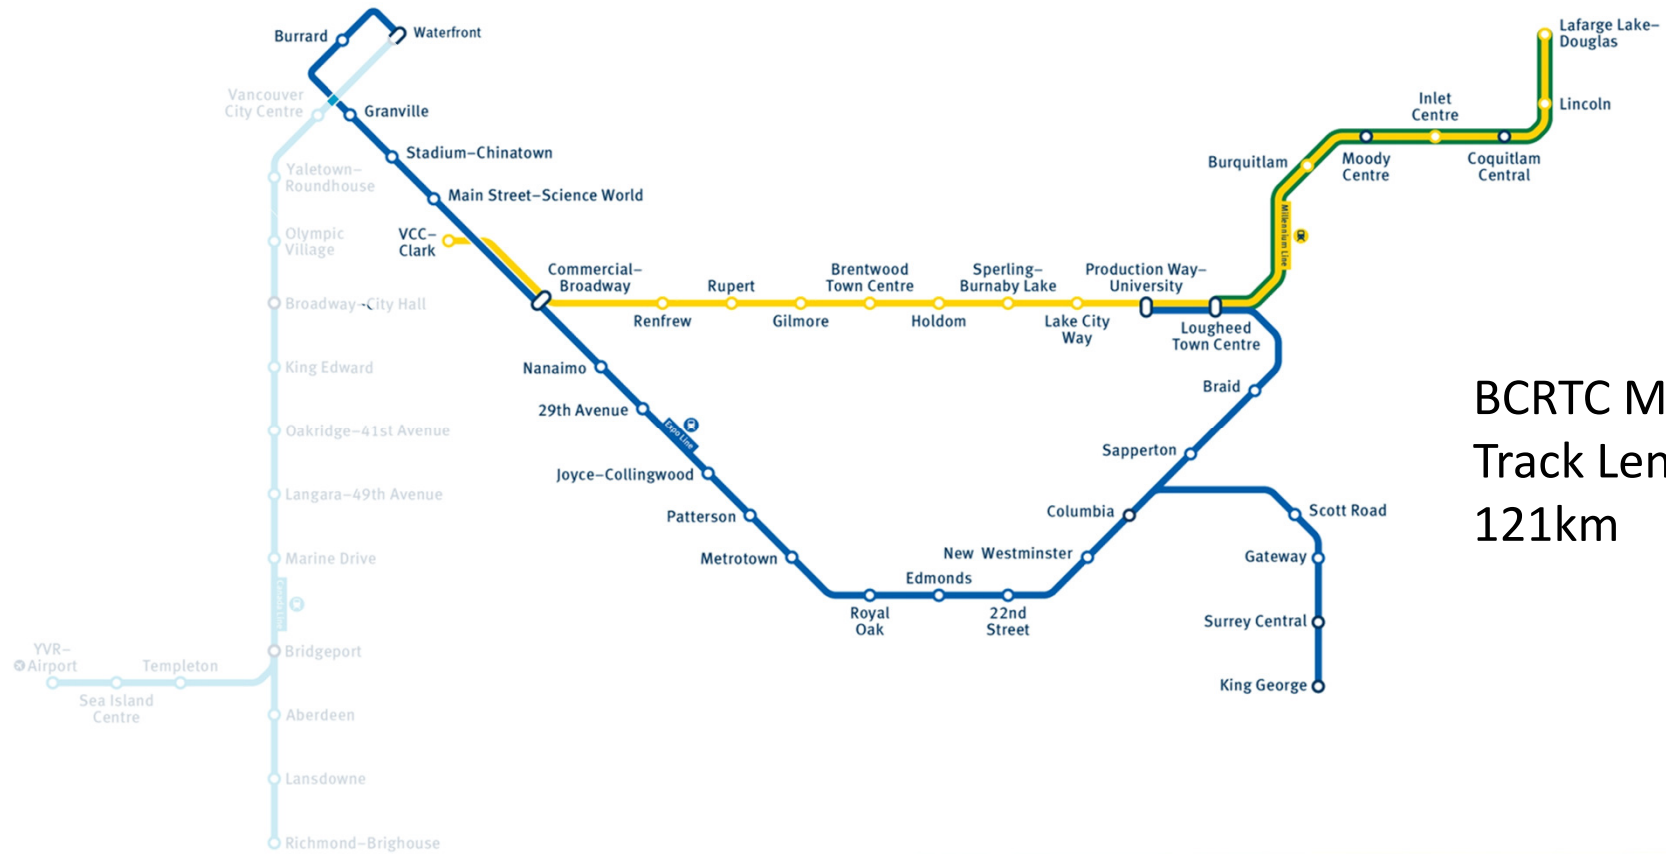 Burrard
Waterfront
Vancouver
City Centre
Granville
Stadium–Chinatown
Yaletown–
Roundhouse
Main Street–Science World
Olympic
Village
VCC–
Clark
Commercial–
Broadway
Renfrew
Rupert
Gilmore
Brentwood
Town Centre
Holdom
Sperling–
Burnaby Lake
Lake City
Way
Production Way–
University
Lougheed
Town Centre
Burquitlam
Moody
Centre
Inlet
Centre
Coquitlam
Central
Lincoln
Lafarge Lake–
Douglas
Millennium Line
Broadway–City Hall
King Edward
Oakridge–41st Avenue
Langara–49th Avenue
Marine Drive
Bridgeport
YVR–
Airport
Sea Island
Centre
Templeton
Aberdeen
Lansdowne
Richmond–Brighouse
Nanaimo
29th Avenue
Expo Line
Joyce–Collingwood
Patterson
Metrotown
Royal
Oak
Edmonds
22nd
Street
New Westminster
Columbia
Sapperton
Braid
Scott Road
Gateway
Surrey Central
King George
BCRTC M
Track Len
121km